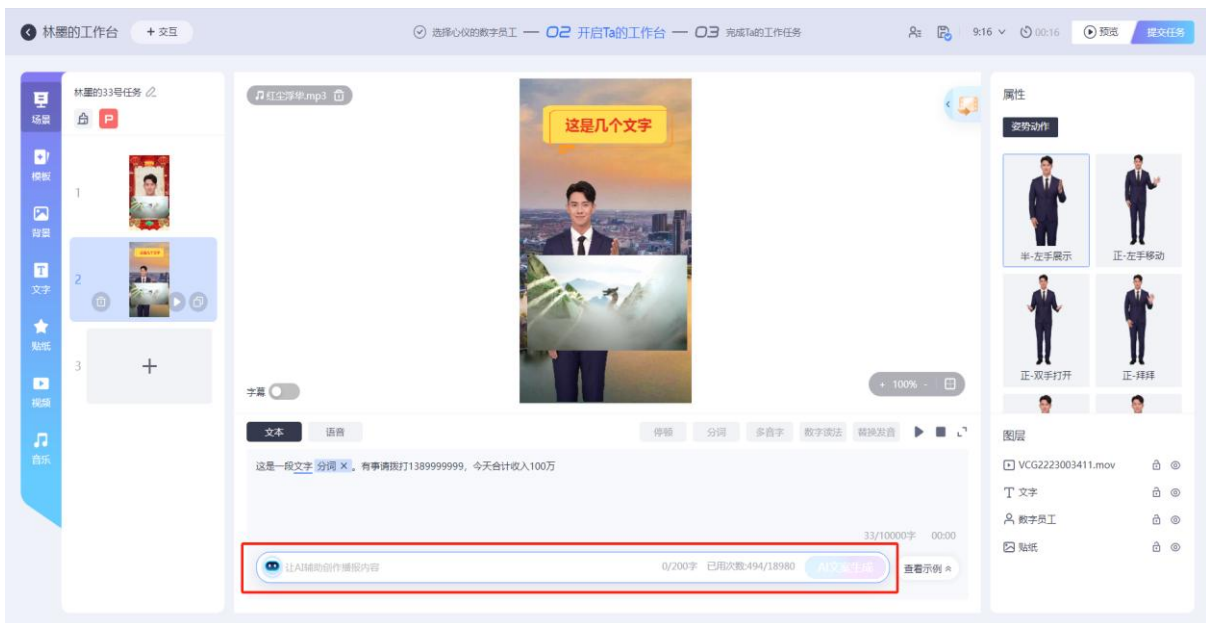 林墨的工作台 + 交互
选择心仪的数字员工 — 02 开启Ta的工作台 — 03 完成Ta的工作任务
9:16 00:16 预览 提交任务
场景
模板
背景
文字
贴纸
视频
音乐
林墨的33号任务
P
1
2
3
+
红尘浮华.mp3
这是几个文字
字幕
+ 100% -
文本 语音 停顿 分词 多音字 数字读法 替换发音
这是一段文字 分词 ×。有事请拨打1389999999，今天合计收入100万
33/10000字 00:00
让AI辅助创作播报内容 0/200字 已用次数:494/18980 AI文案生成 查看示例
属性
姿势动作
半-左手展示 正-左手移动
正-双手打开 正-拜拜
图层
VCG2223003411.mov
T 文字
数字员工
贴纸